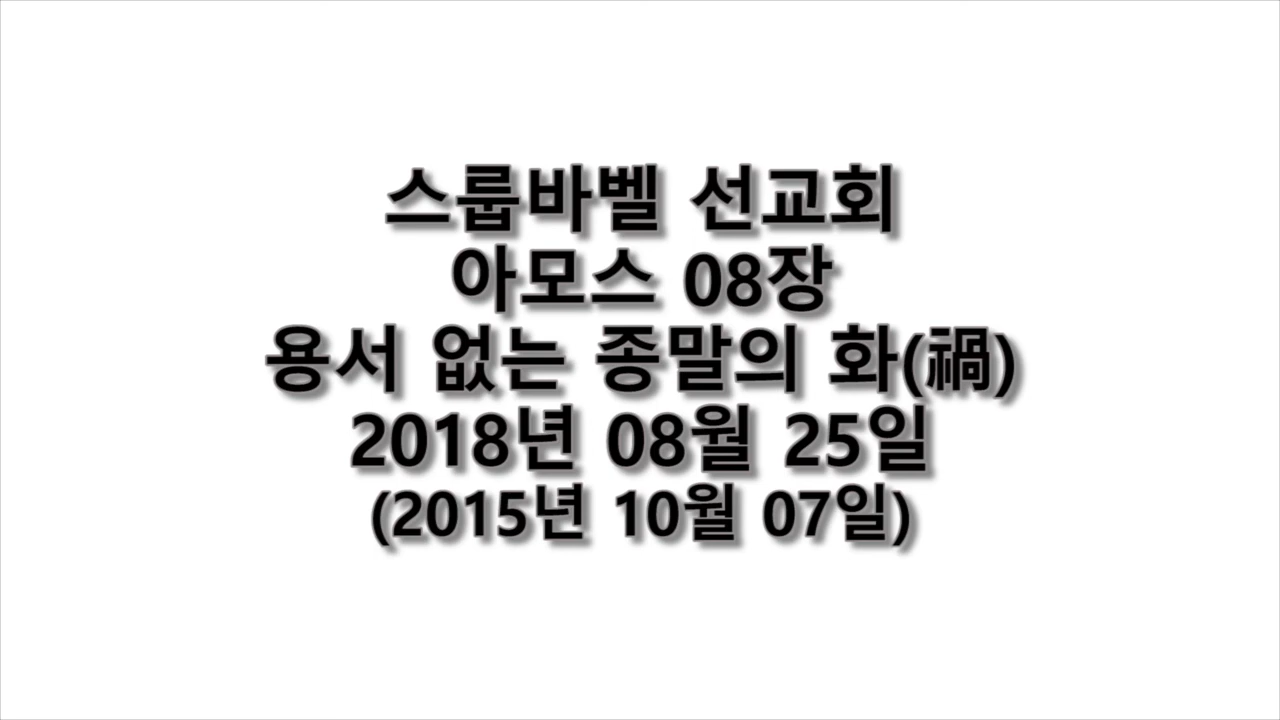 스룹바벨 선교회
아모스 08장
용서 없는 종말의 화(禍)
2018년 08월 25일
(2015년 10월 07일)